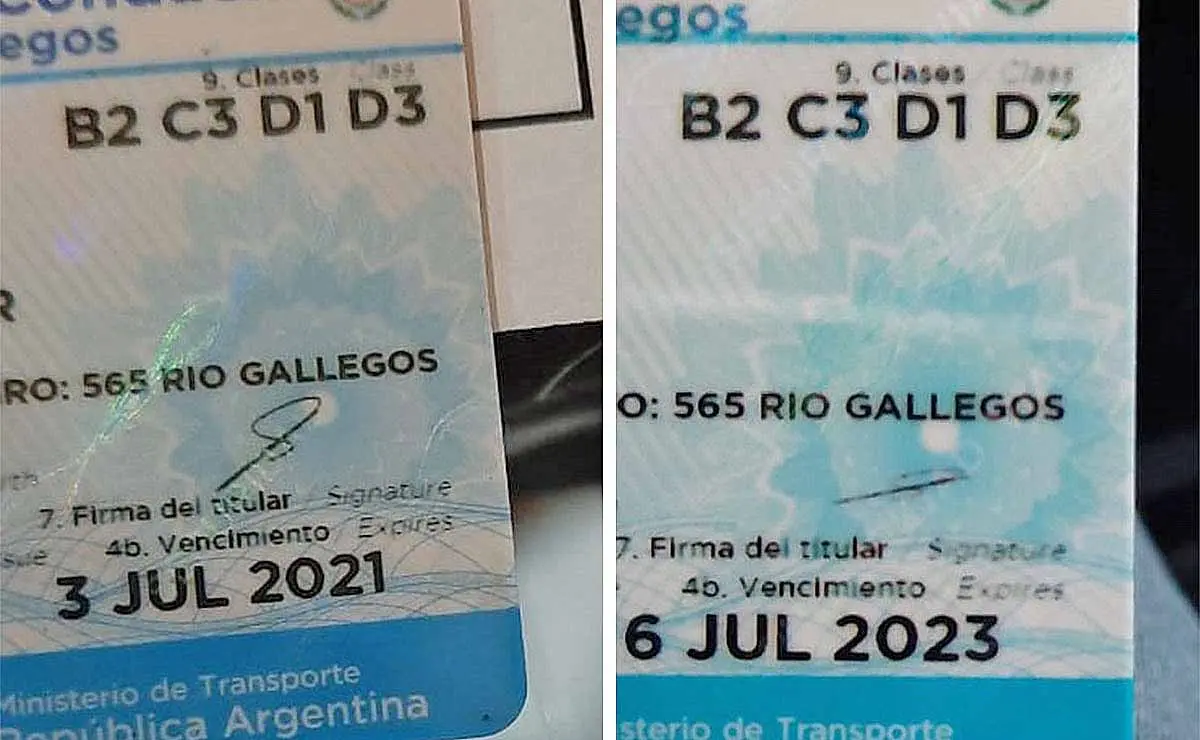 egos
9. Clases Class
B2 C3 D1 D3
R
RO: 565 RIO GALLEGOS
7. Firma del titular Signature
4b. Vencimiento Expires
3 JUL 2021
Ministerio de Transporte
República Argentina
egos
9. Clases Class
B2 C3 D1 D3
O: 565 RIO GALLEGOS
7. Firma del titular Signature
4b. Vencimiento Expires
6 JUL 2023
sterio de Transporte